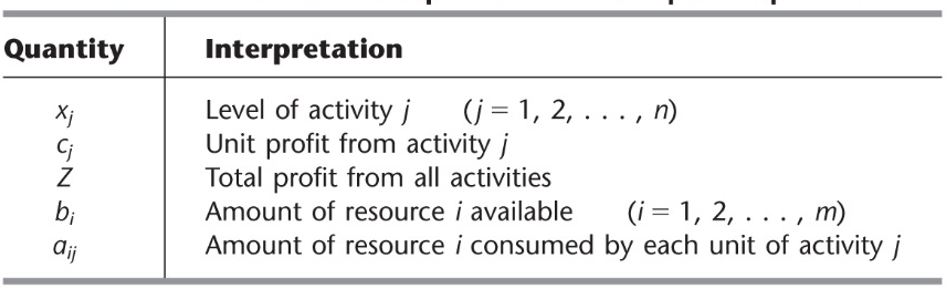 Quantity Interpretation
xj Level of activity j (j = 1, 2, . . . , n)
cj Unit profit from activity j
Z Total profit from all activities
bi Amount of resource i available (i = 1, 2, . . . , m)
aij Amount of resource i consumed by each unit of activity j